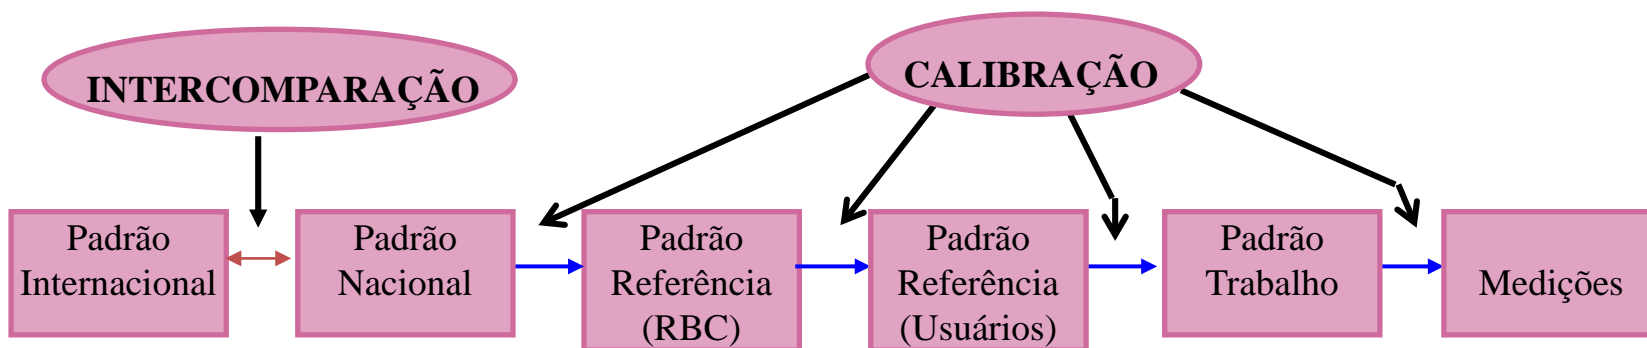 INTERCOMPARAÇÃO
CALIBRAÇÃO
Padrão
Internacional
Padrão
Nacional
Padrão
Referência
(RBC)
Padrão
Referência
(Usuários)
Padrão
Trabalho
Medições